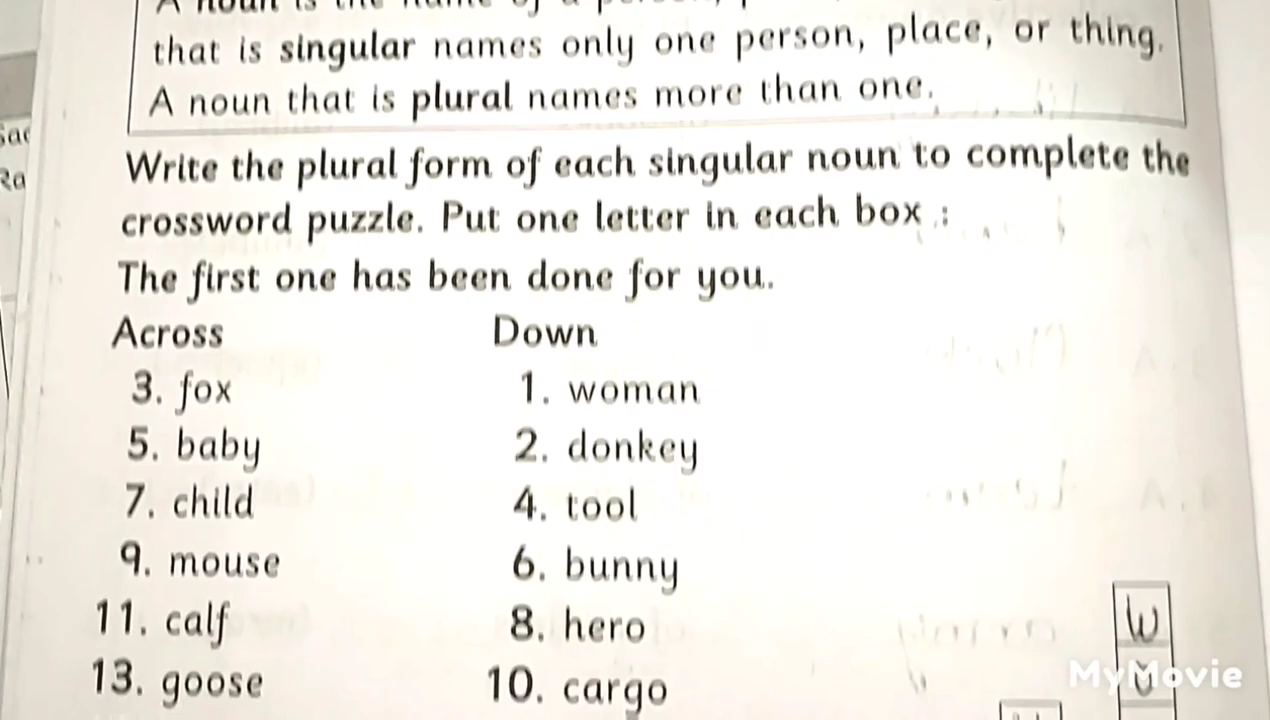 that is singular names only one person, place, or thing.
A noun that is plural names more than one.
Write the plural form of each singular noun to complete the
crossword puzzle. Put one letter in each box :
The first one has been done for you.
Across Down
3. fox 1. woman
5. baby 2. donkey
7. child 4. tool
9. mouse 6. bunny
11. calf 8. hero
13. goose 10. cargo
W
MyMovie